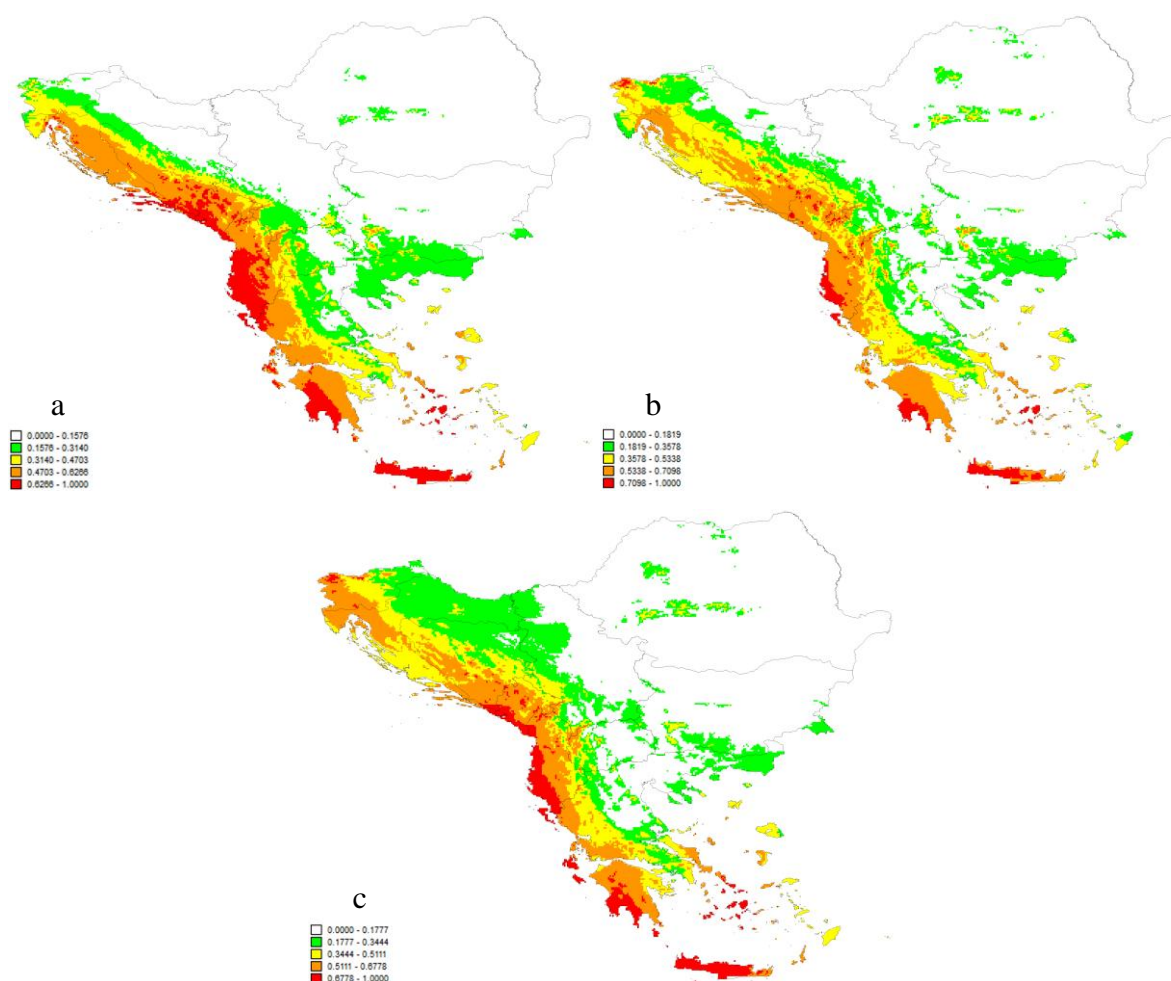 a
0.0000 - 0.1576
0.1576 - 0.3140
0.3140 - 0.4703
0.4703 - 0.6266
0.6266 - 1.0000
b
0.0000 - 0.1819
0.1819 - 0.3578
0.3578 - 0.5338
0.5338 - 0.7098
0.7098 - 1.0000
c
0.0000 - 0.1777
0.1777 - 0.3444
0.3444 - 0.5111
0.5111 - 0.6778
0.6778 - 1.0000